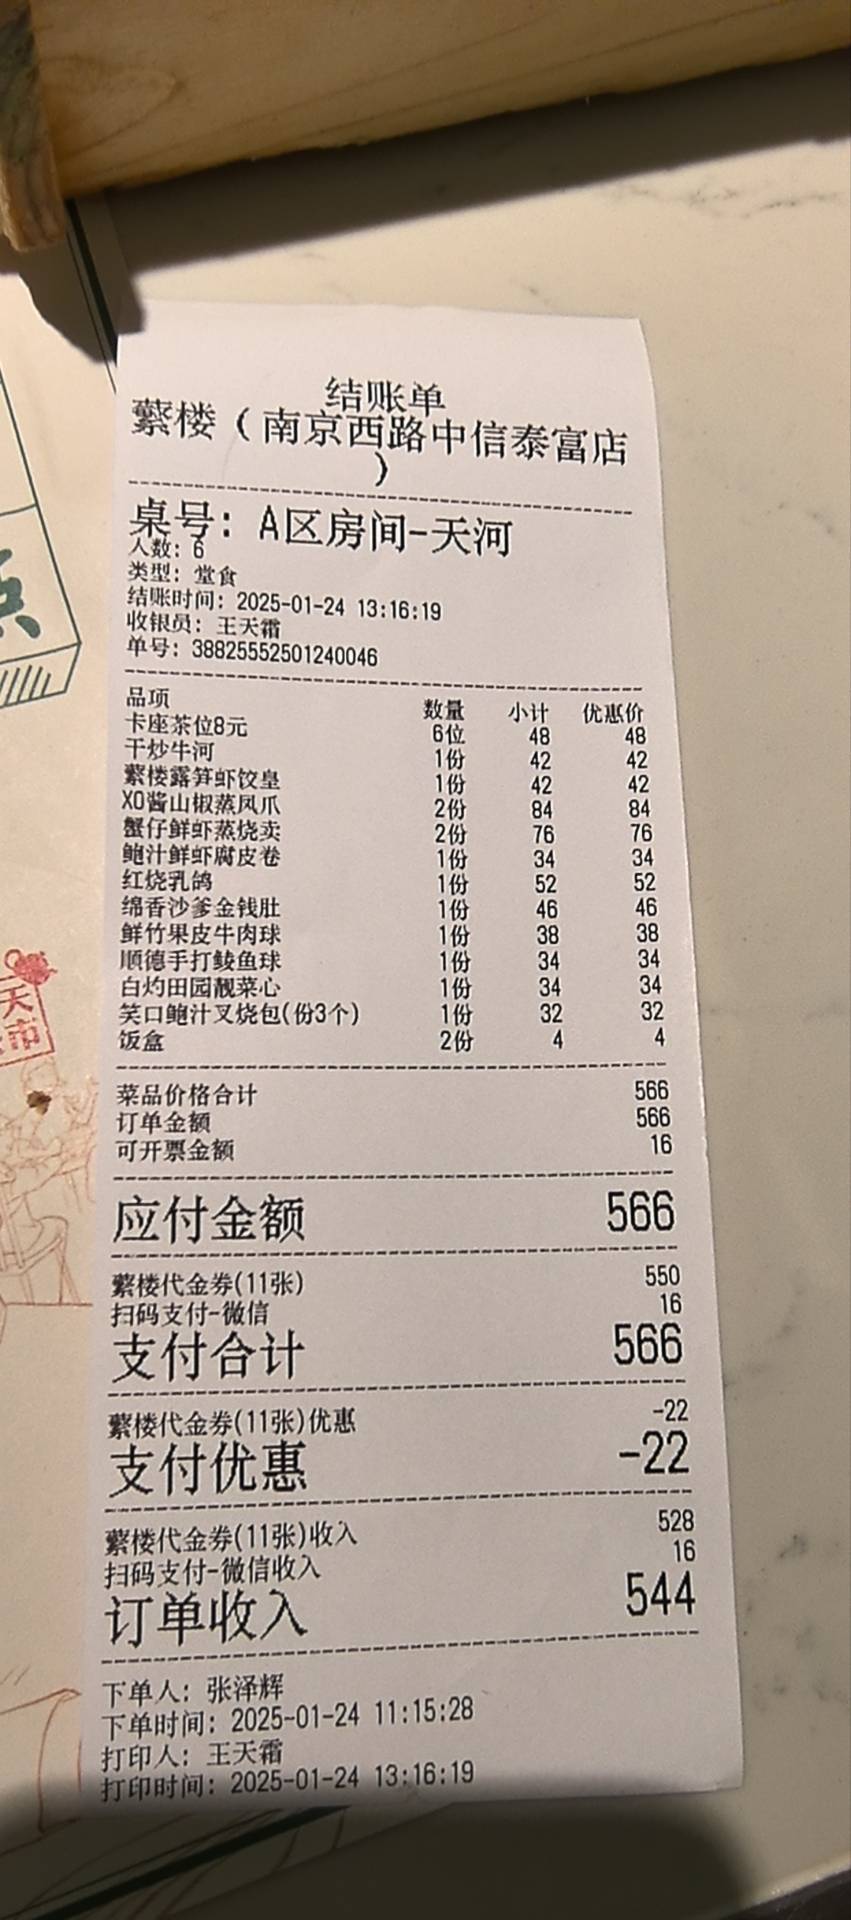 结账单
蘩楼（南京西路中信泰富店
）
桌号: A区房间-天河
人数: 6
类型: 堂食
结账时间: 2025-01-24 13:16:19
收银员: 王天霜
单号: 38825552501240046
品项 数量 小计 优惠价
卡座茶位8元 6位 48 48
干炒牛河 1份 42 42
蘩楼露笋虾饺皇 1份 42 42
XO酱山椒蒸凤爪 2份 84 84
蟹仔鲜虾蒸烧卖 2份 76 76
鲍汁鲜虾腐皮卷 1份 34 34
红烧乳鸽 1份 52 52
绵香沙爹金钱肚 1份 46 46
鲜竹果皮牛肉球 1份 38 38
顺德手打鲮鱼球 1份 34 34
白灼田园靓菜心 1份 34 34
笑口鲍汁叉烧包(份3个) 1份 32 32
饭盒 2份 4 4
菜品价格合计 566
订单金额 566
可开票金额 16
应付金额 566
蘩楼代金券(11张) 550
扫码支付-微信 16
支付合计 566
蘩楼代金券(11张)优惠 -22
支付优惠 -22
蘩楼代金券(11张)收入 528
扫码支付-微信收入 16
订单收入 544
下单人: 张泽辉
下单时间: 2025-01-24 11:15:28
打印人: 王天霜
打印时间: 2025-01-24 13:16:19
天
市